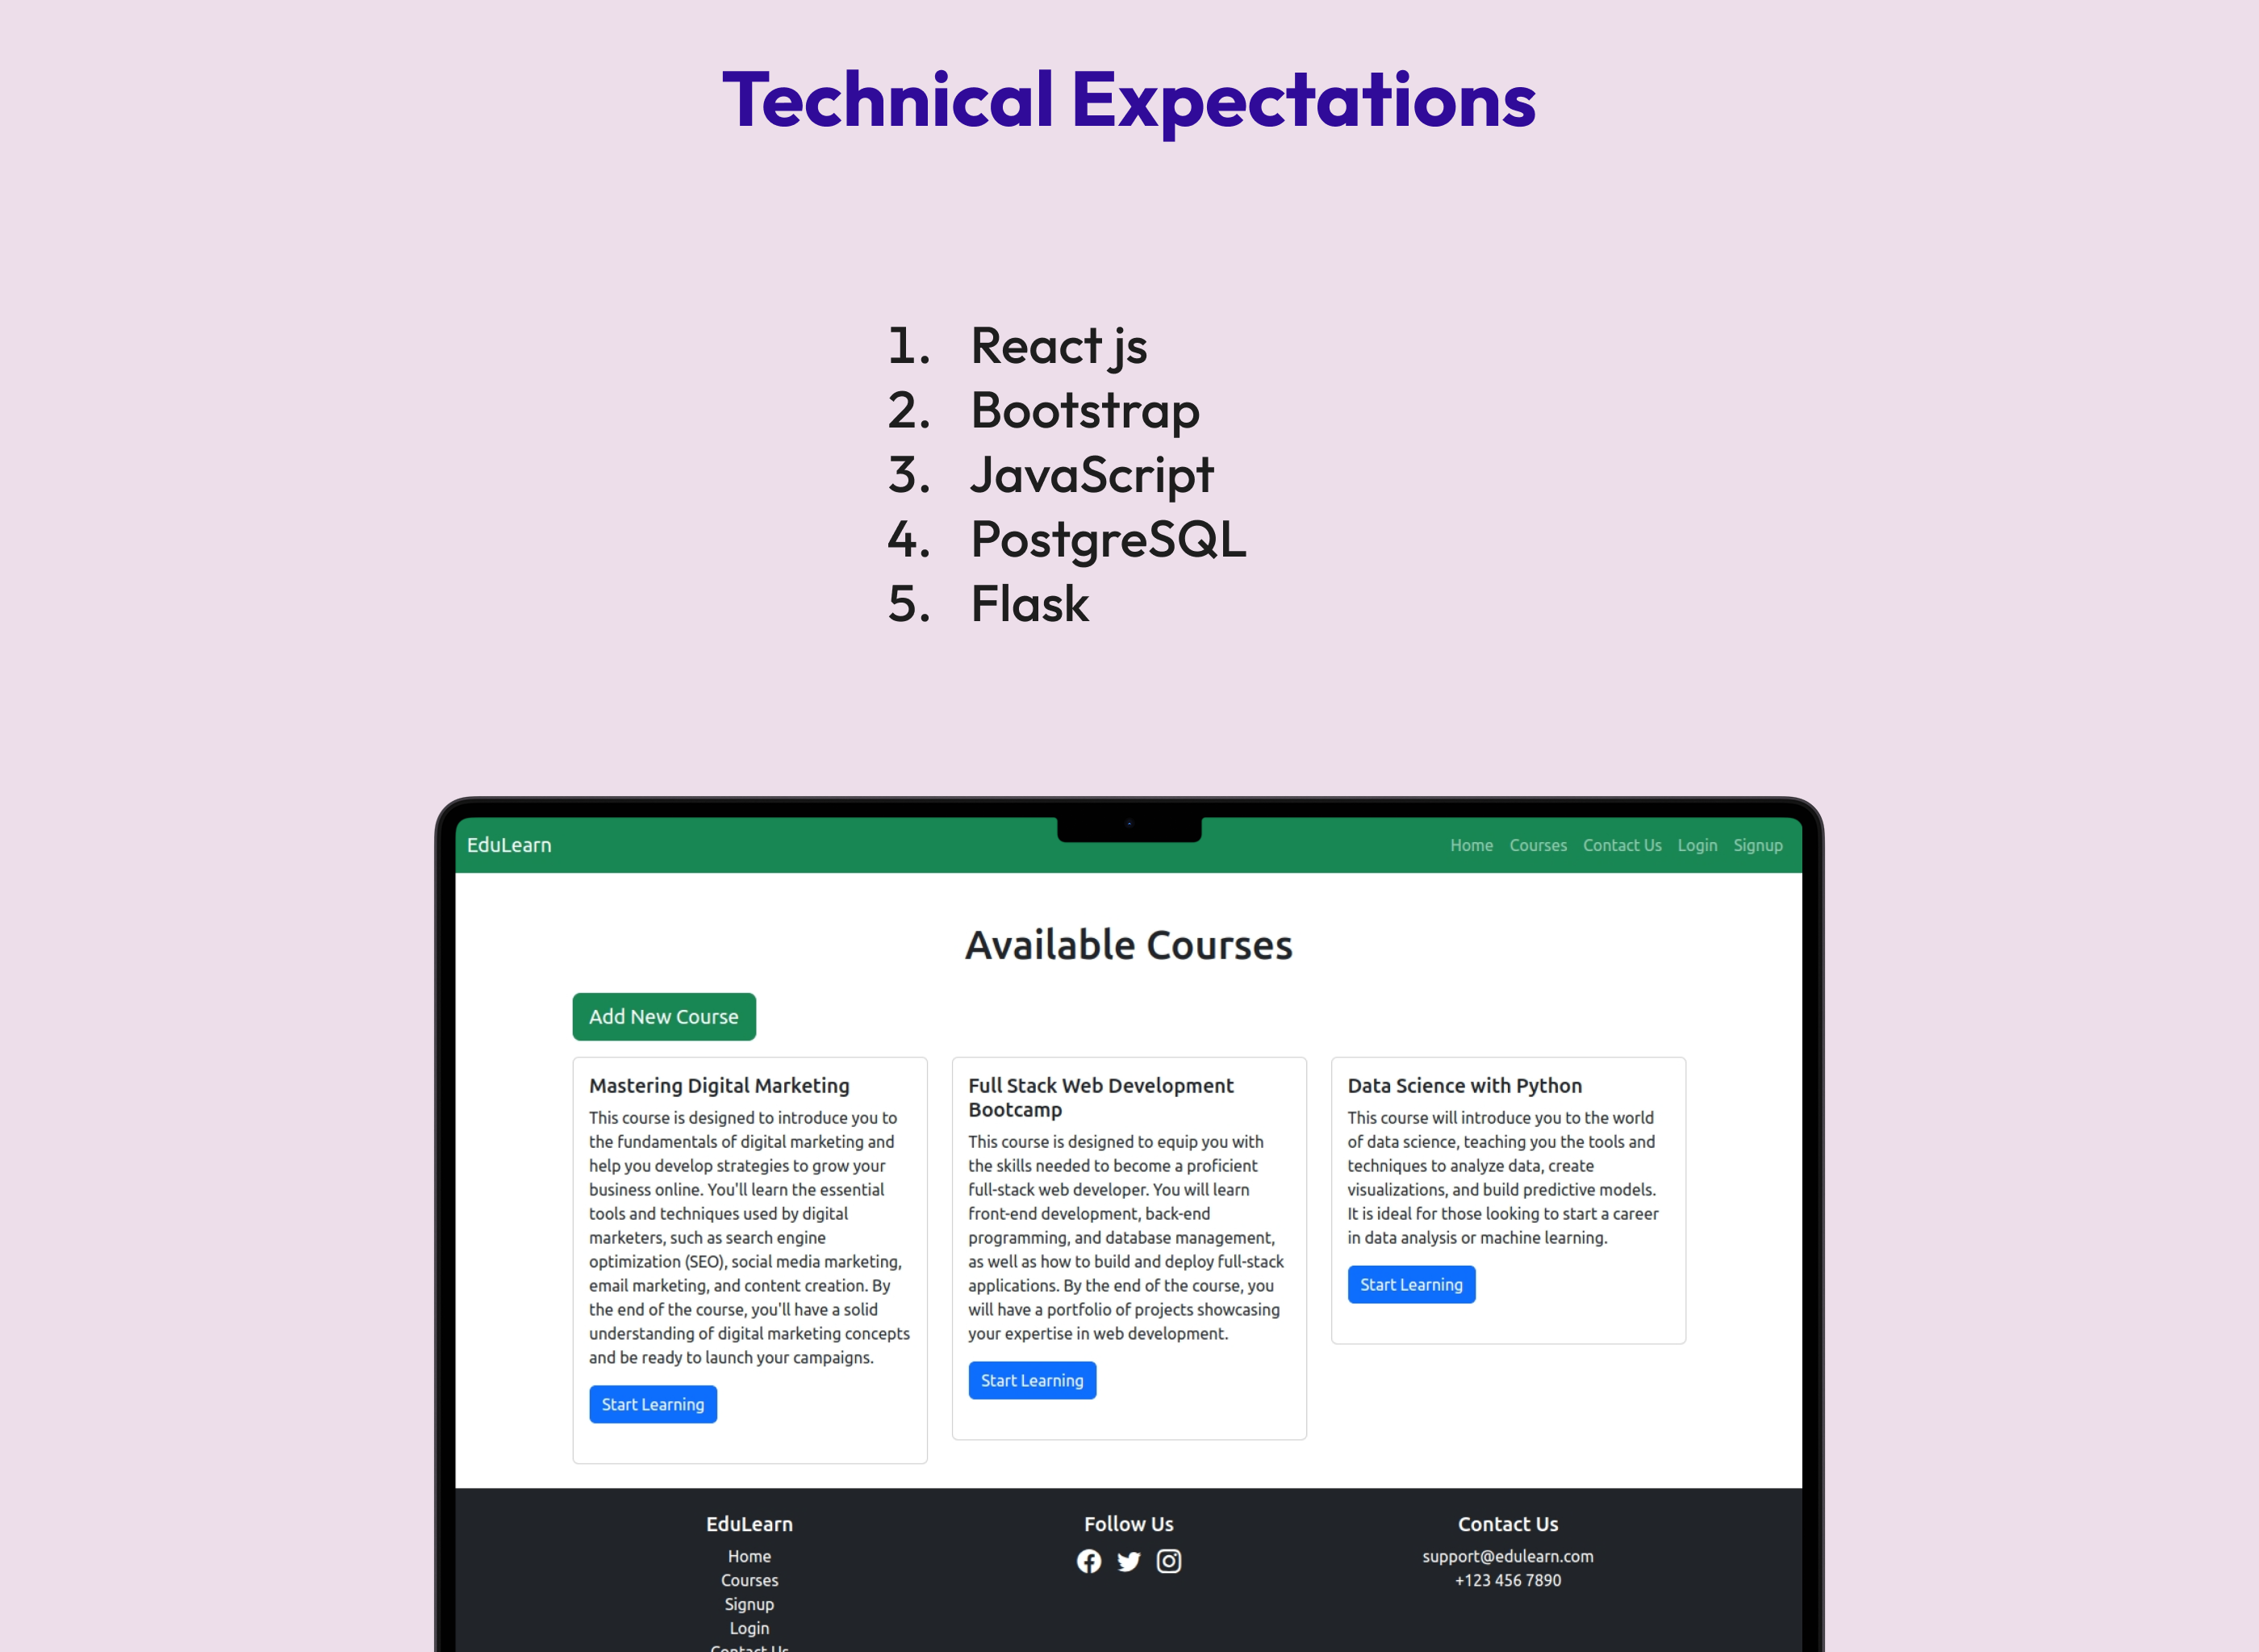 Technical Expectations
1. React js
2. Bootstrap
3. JavaScript
4. PostgreSQL
5. Flask
EduLearn
Home Courses Contact Us Login Signup
Available Courses
Add New Course
Mastering Digital Marketing
This course is designed to introduce you to
the fundamentals of digital marketing and
help you develop strategies to grow your
business online. You'll learn the essential
tools and techniques used by digital
marketers, such as search engine
optimization (SEO), social media marketing,
email marketing, and content creation. By
the end of the course, you'll have a solid
understanding of digital marketing concepts
and be ready to launch your campaigns.
Start Learning
Full Stack Web Development
Bootcamp
This course is designed to equip you with
the skills needed to become a proficient
full-stack web developer. You will learn
front-end development, back-end
programming, and database management,
as well as how to build and deploy full-stack
applications. By the end of the course, you
will have a portfolio of projects showcasing
your expertise in web development.
Start Learning
Data Science with Python
This course will introduce you to the world
of data science, teaching you the tools and
techniques to analyze data, create
visualizations, and build predictive models.
It is ideal for those looking to start a career
in data analysis or machine learning.
Start Learning
EduLearn
Home
Courses
Signup
Login
Contact Us
Follow Us
Contact Us
support@edulearn.com
+123 456 7890